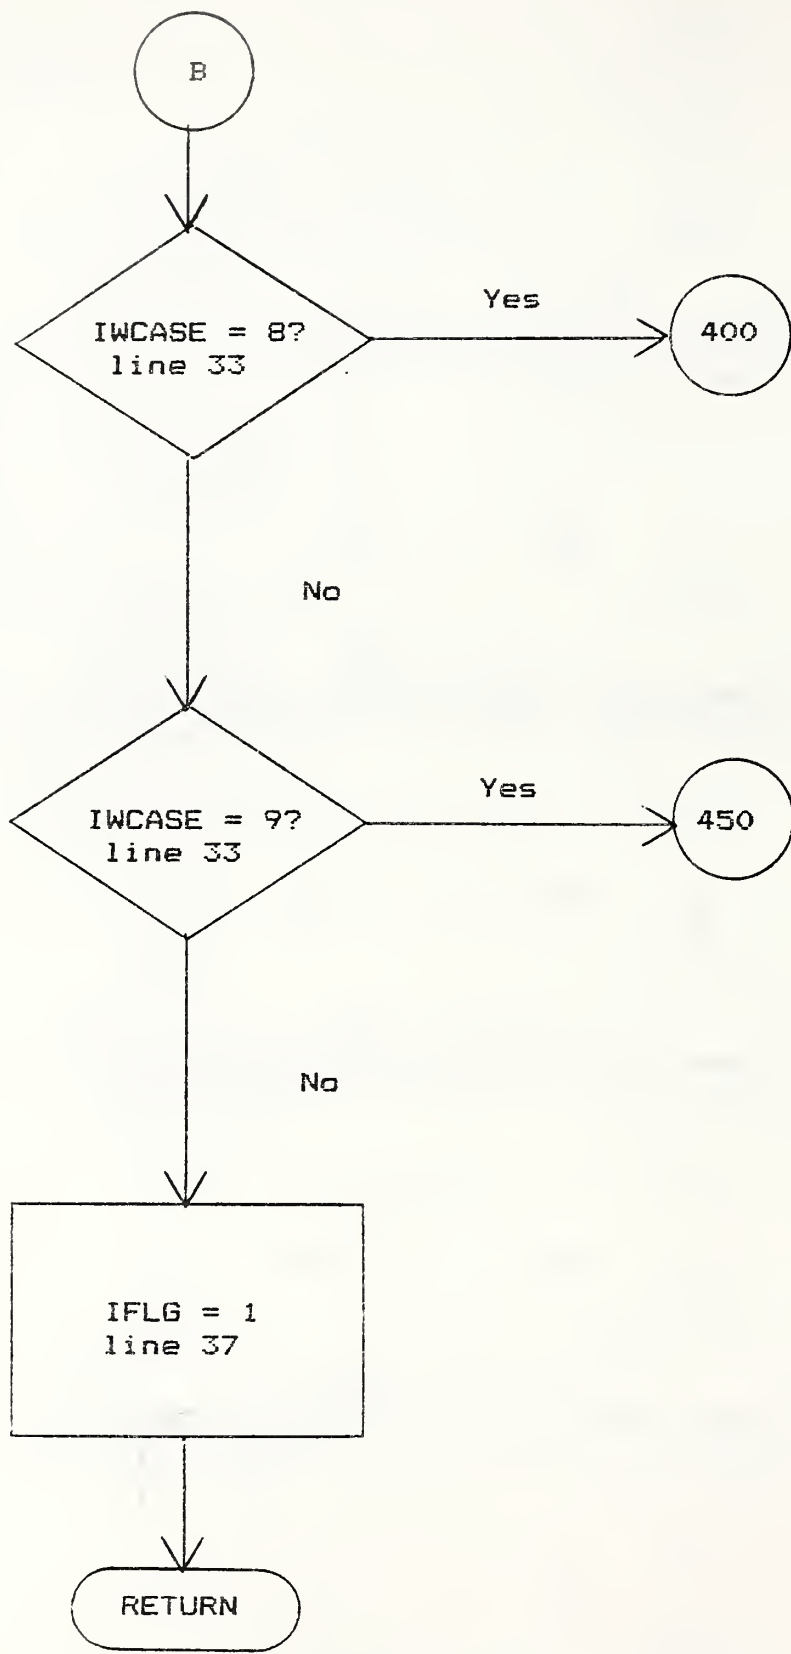 B
IWCASE = 8?
line 33
Yes
400
No
IWCASE = 9?
line 33
Yes
450
No
IFLG = 1
line 37
RETURN